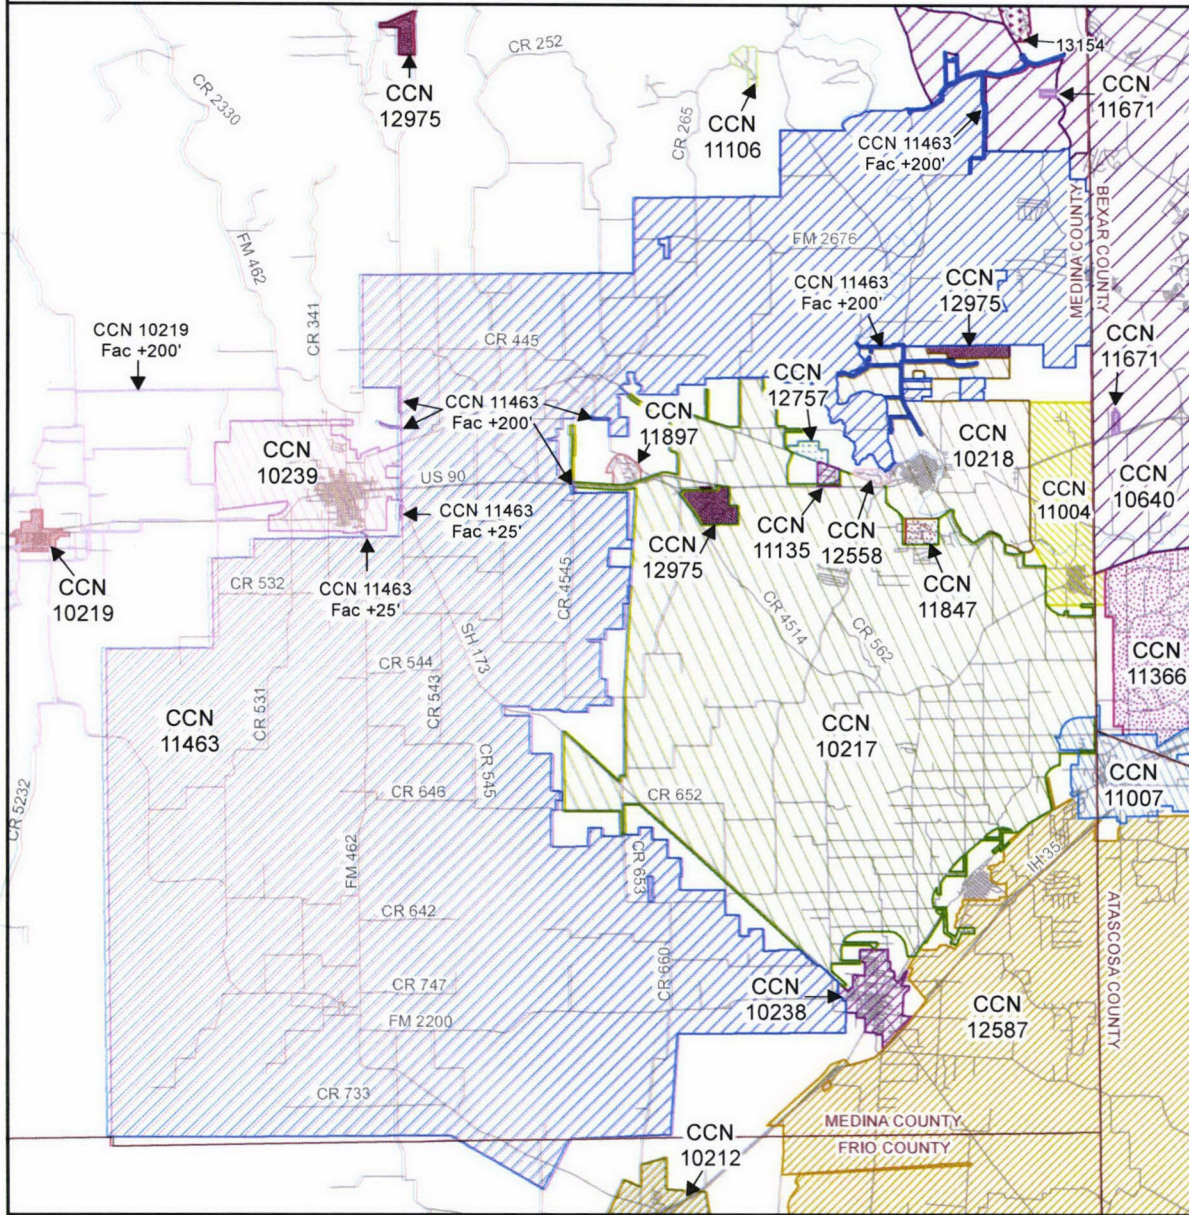 CCN
12975
CR 252
13154
CCN
11671
CR 2330
CCN
11106
CR 265
CCN 11463
Fac +200'
MEDINA COUNTY
BEXAR COUNTY
FM 462
FM 2676
CCN 11463
Fac +200'
CCN
12975
CR 341
CCN 10219
Fac +200'
CR 445
CCN
11671
CCN
12757
CCN 11463
Fac +200'
CCN
11897
CCN
10239
CCN
10218
US 90
CCN
11004
CCN
10640
CCN 11463
Fac +25'
CCN
12975
CCN
11135
CCN
12558
CCN
11847
CCN
10219
CR 532
CCN 11463
Fac +25'
CR 4545
CR 4514
CR 562
SH 173
CCN
11366
CR 544
CR 543
CR 531
CCN
11463
CCN
10217
CR 545
CCN
11007
CR 646
CR 652
CR 5232
FM 462
CR 653
IH 35
CR 642
ATASCOSA COUNTY
CR 660
CR 747
CCN
10238
CCN
12587
FM 2200
CR 733
MEDINA COUNTY
FRIO COUNTY
CCN
10212